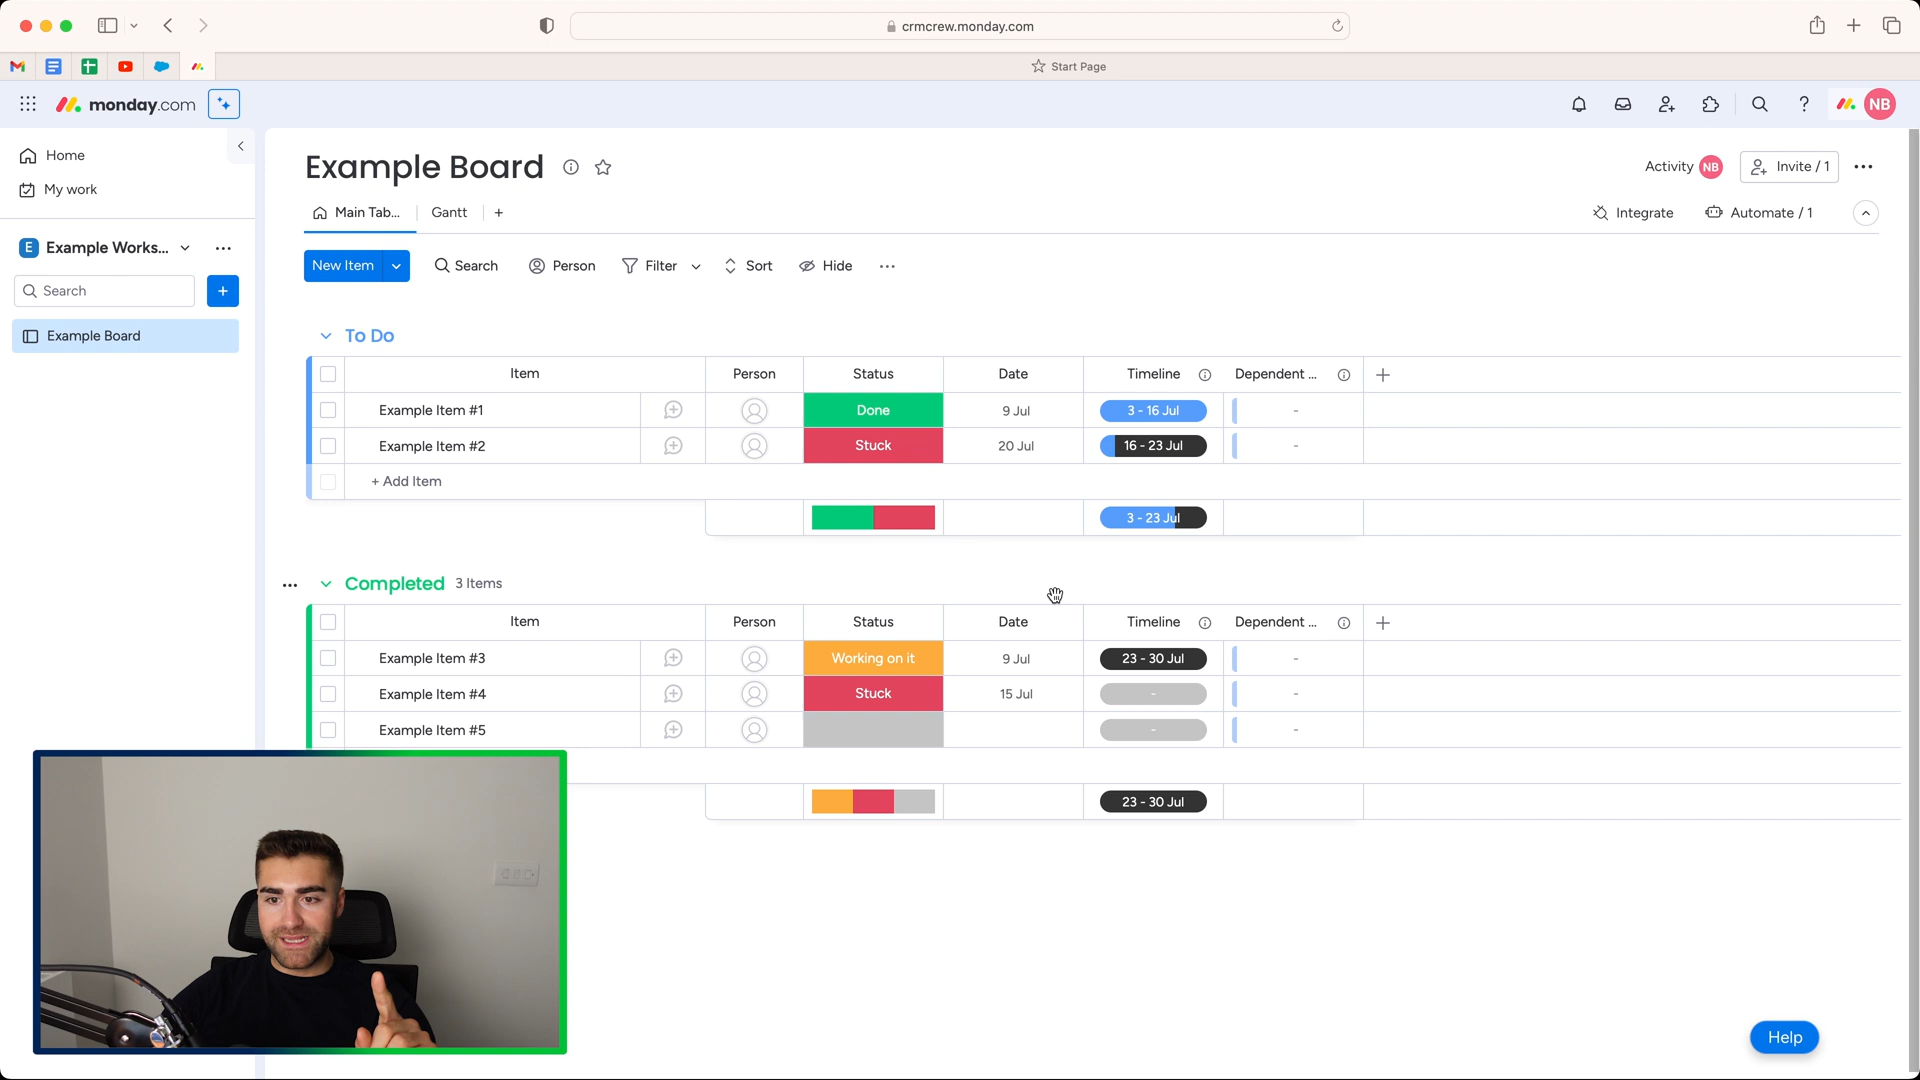 crmcrew.monday.com
Start Page
monday.com
NB
Home
My work
E Example Works...
Search
Example Board
Example Board
Activity NB
Invite / 1
Main Tab...
Gantt
+
Integrate
Automate / 1
New Item
Search
Person
Filter
Sort
Hide
To Do
Item Person Status Date Timeline Dependent ...
Example Item #1 Done 9 Jul 3 - 16 Jul -
Example Item #2 Stuck 20 Jul 16 - 23 Jul -
+ Add Item
3 - 23 Jul
Completed 3 Items
Item Person Status Date Timeline Dependent ...
Example Item #3 Working on it 9 Jul 23 - 30 Jul -
Example Item #4 Stuck 15 Jul - -
Example Item #5 - -
23 - 30 Jul
Help